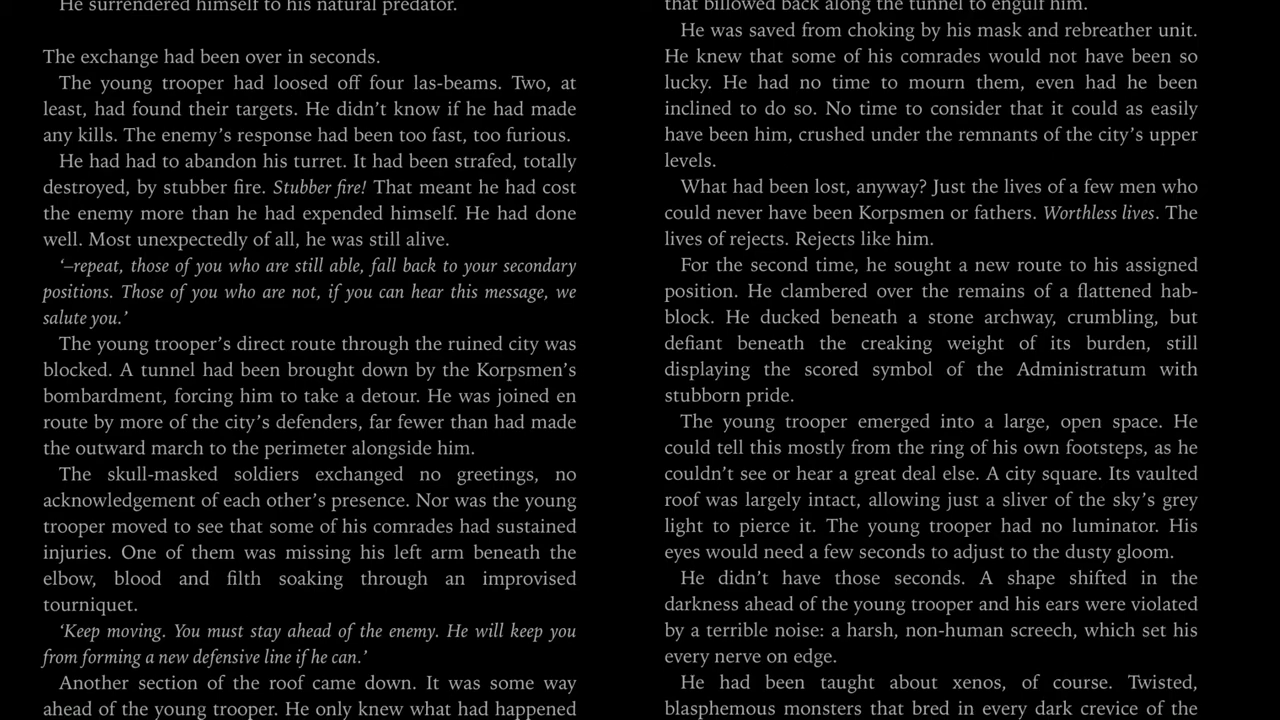 He surrendered himself to his natural predator.
The exchange had been over in seconds.
The young trooper had loosed off four las-beams. Two, at
least, had found their targets. He didn’t know if he had made
any kills. The enemy’s response had been too fast, too furious.
He had had to abandon his turret. It had been strafed, totally
destroyed, by stubber fire. Stubber fire! That meant he had cost
the enemy more than he had expended himself. He had done
well. Most unexpectedly of all, he was still alive.
‘–repeat, those of you who are still able, fall back to your secondary
positions. Those of you who are not, if you can hear this message, we
salute you.’
The young trooper’s direct route through the ruined city was
blocked. A tunnel had been brought down by the Korpsmen’s
bombardment, forcing him to take a detour. He was joined en
route by more of the city’s defenders, far fewer than had made
the outward march to the perimeter alongside him.
The skull-masked soldiers exchanged no greetings, no
acknowledgement of each other’s presence. Nor was the young
trooper moved to see that some of his comrades had sustained
injuries. One of them was missing his left arm beneath the
elbow, blood and filth soaking through an improvised
tourniquet.
‘Keep moving. You must stay ahead of the enemy. He will keep you
from forming a new defensive line if he can.’
Another section of the roof came down. It was some way
ahead of the young trooper. He only knew what had happened
that billowed back along the tunnel to engulf him.
He was saved from choking by his mask and rebreather unit.
He knew that some of his comrades would not have been so
lucky. He had no time to mourn them, even had he been
inclined to do so. No time to consider that it could as easily
have been him, crushed under the remnants of the city’s upper
levels.
What had been lost, anyway? Just the lives of a few men who
could never have been Korpsmen or fathers. Worthless lives. The
lives of rejects. Rejects like him.
For the second time, he sought a new route to his assigned
position. He clambered over the remains of a flattened hab-
block. He ducked beneath a stone archway, crumbling, but
defiant beneath the creaking weight of its burden, still
displaying the scored symbol of the Administratum with
stubborn pride.
The young trooper emerged into a large, open space. He
could tell this mostly from the ring of his own footsteps, as he
couldn’t see or hear a great deal else. A city square. Its vaulted
roof was largely intact, allowing just a sliver of the sky’s grey
light to pierce it. The young trooper had no luminator. His
eyes would need a few seconds to adjust to the dusty gloom.
He didn’t have those seconds. A shape shifted in the
darkness ahead of the young trooper and his ears were violated
by a terrible noise: a harsh, non-human screech, which set his
every nerve on edge.
He had been taught about xenos, of course. Twisted,
blasphemous monsters that bred in every dark crevice of the